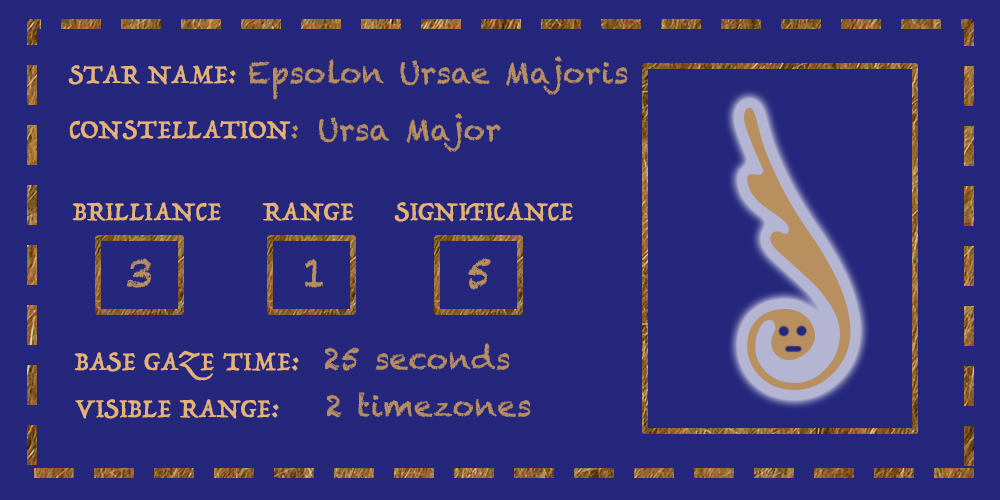 STAR NAME: Epsolon Ursae Majoris
CONSTELLATION: Ursa Major
BRILLIANCE RANGE SIGNIFICANCE
3 1 5
BASE GAZE TIME: 25 seconds
VISIBLE RANGE: 2 timezones